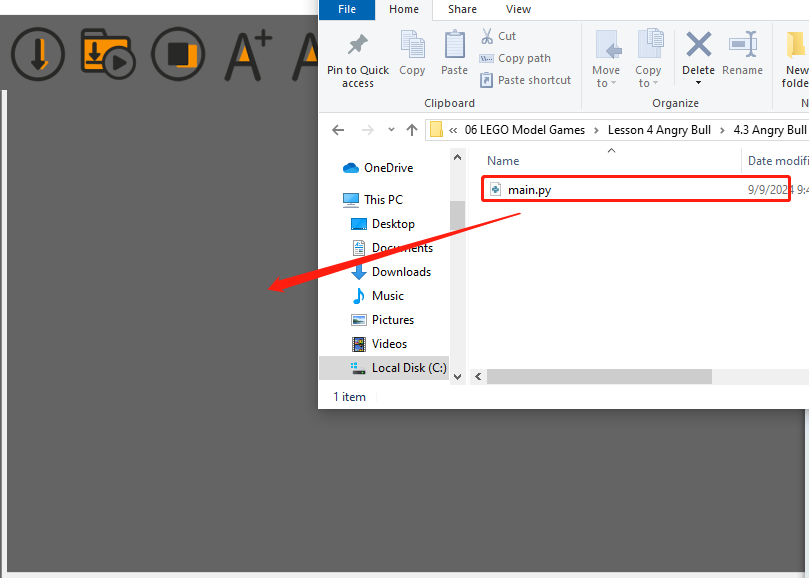 File Home Share View
A+ A
Pin to Quick access
Copy
Paste
Cut
Copy path
Paste shortcut
Move to
Copy to
Delete
Rename
New
Clipboard
Organize
« 06 LEGO Model Games > Lesson 4 Angry Bull > 4.3 Angry Bull
Name
OneDrive
main.py 9/9/2024 9:4
This PC
Desktop
Documents
Downloads
Music
Pictures
Videos
Local Disk (C:)
1 item